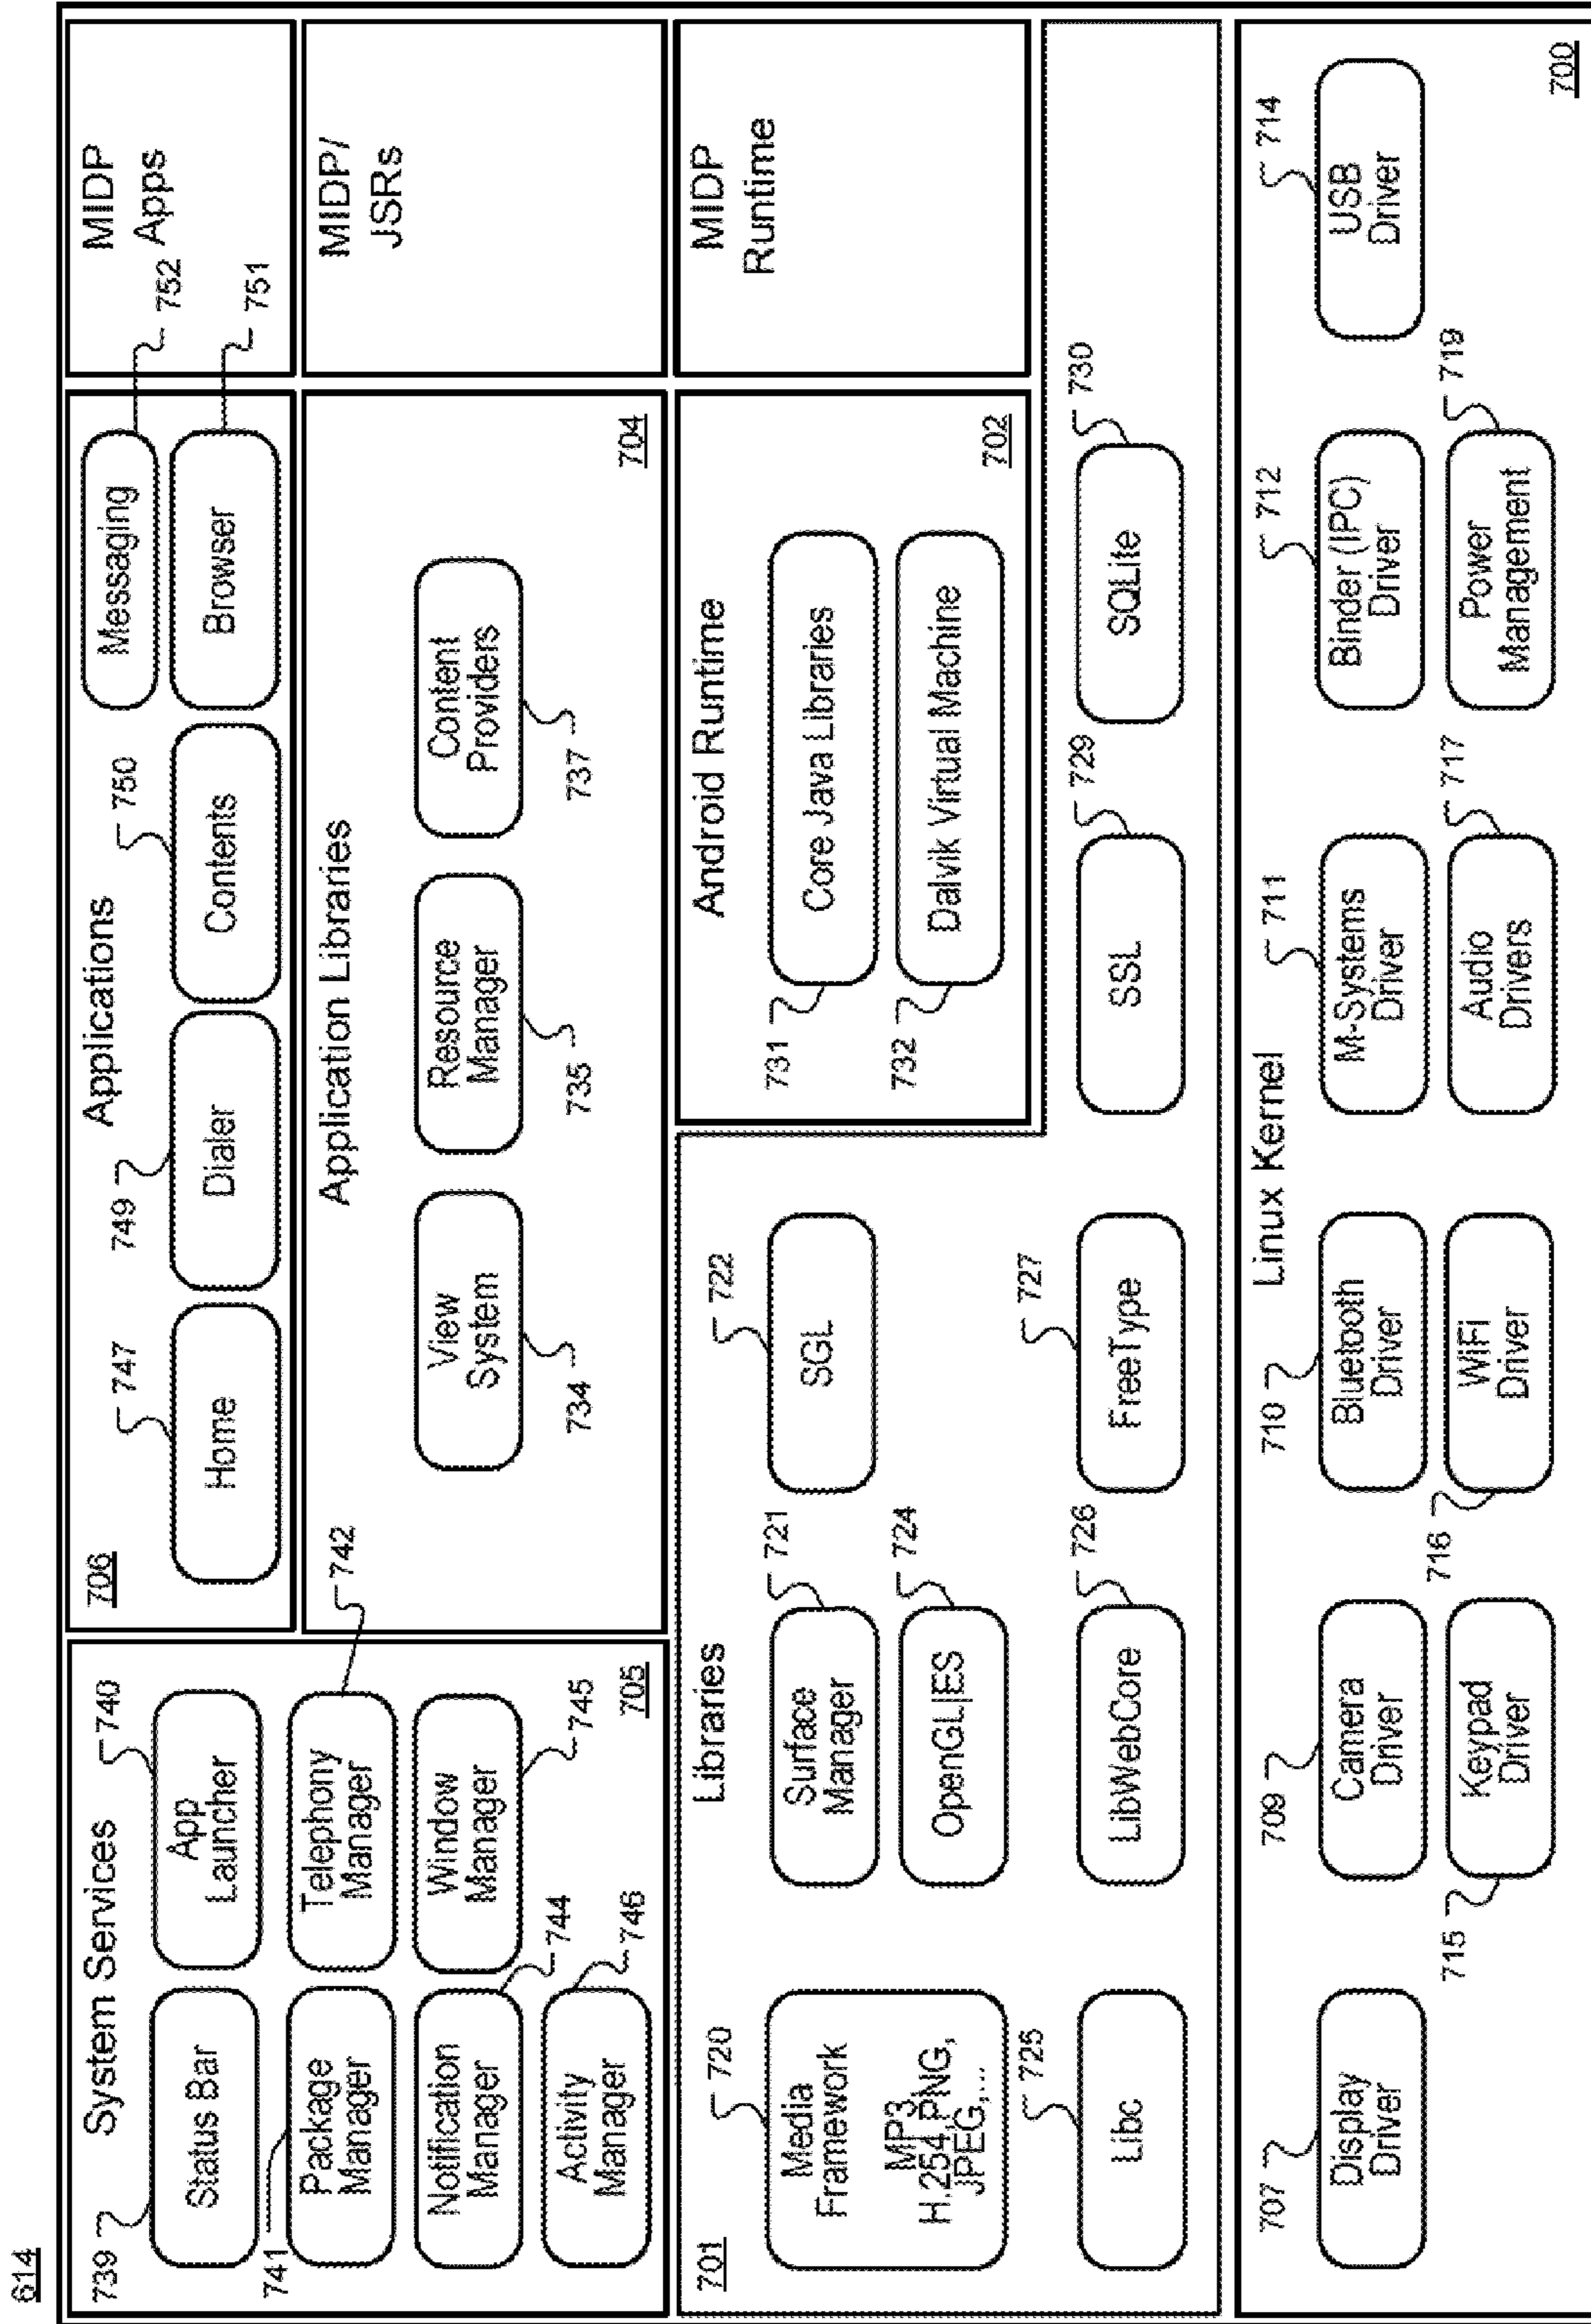 614
System Services
739
Status Bar
740
App
Launcher
741
Package
Manager
742
Telephony
Manager
Notification
Manager
744
Window
Manager
745
Activity
Manager
746
705
706
Applications
747
Home
749
Dialer
750
Contents
Messaging
752
Browser
751
MIDP
Apps
Application Libraries
View
System
734
Resource
Manager
735
Content
Providers
737
704
MIDP/
JSRs
701
Libraries
720
Media
Framework
MP3,
H.254,PNG,
JPEG,...
721
Surface
Manager
722
SGL
724
OpenGL|ES
725
Libc
726
LibWebCore
727
FreeType
729
SSL
730
SQLite
Android Runtime
731
Core Java Libraries
732
Dalvik Virtual Machine
702
MIDP
Runtime
Linux Kernel
707
Display
Driver
709
Camera
Driver
710
Bluetooth
Driver
711
M-Systems
Driver
712
Binder (IPC)
Driver
714
USB
Driver
715
Keypad
Driver
716
WiFi
Driver
717
Audio
Drivers
719
Power
Management
700